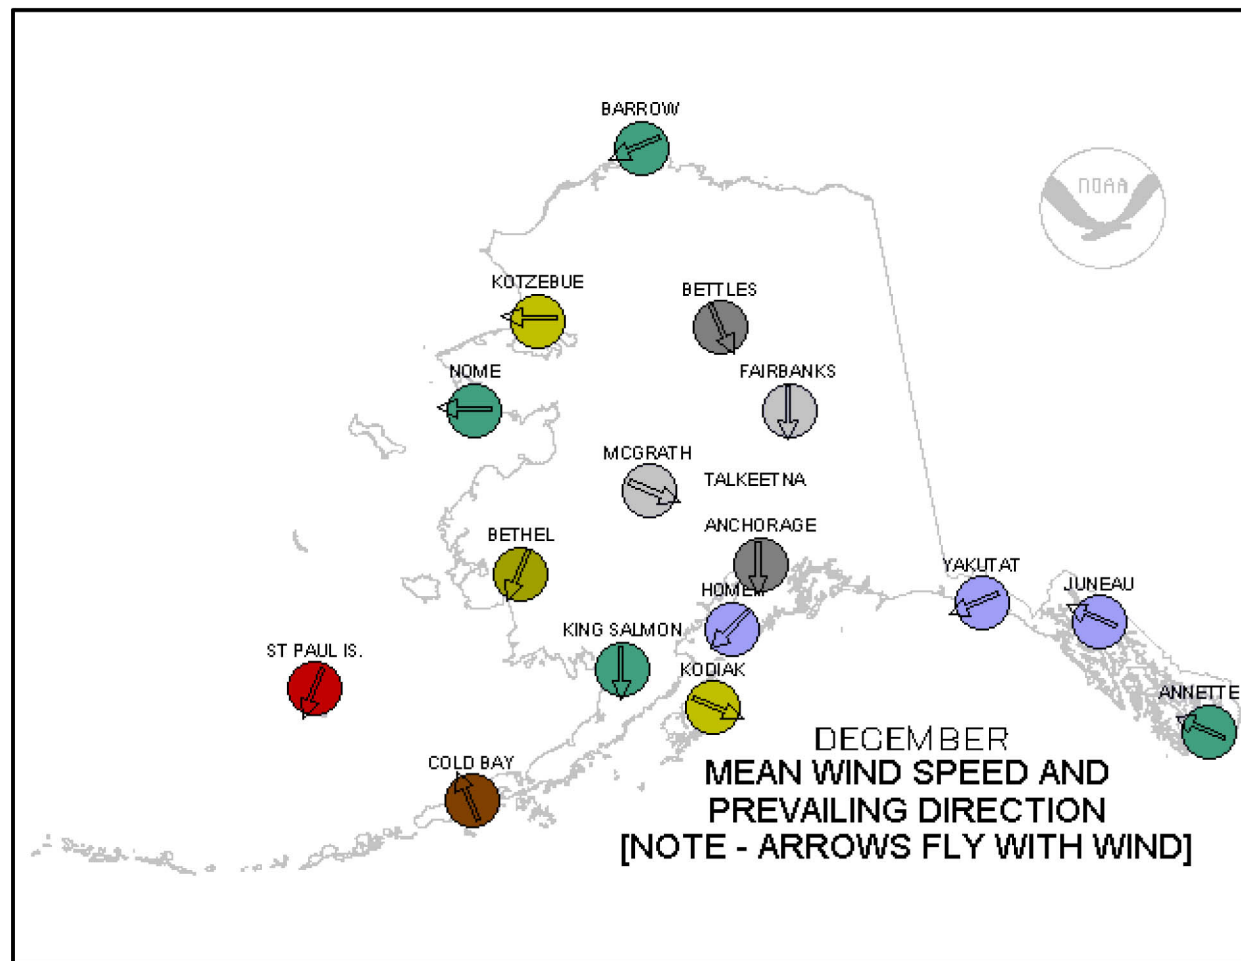 BARROW
NOAA
KOTZEBUE
BETTLES
NOME
FAIRBANKS
MCGRATH
TALKEETNA
ANCHORAGE
BETHEL
YAKUTAT
JUNEAU
KING SALMON
ST PAUL IS.
KODIAK
ANNETTE
DECEMBER
COLD BAY
MEAN WIND SPEED AND
PREVAILING DIRECTION
[NOTE - ARROWS FLY WITH WIND]